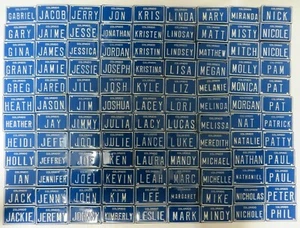 GABRIEL JACOB JERRY JON KRIS LINDA MARY MIRANDA NICK
GARY JAIME JESSE JONATHAN KRISTEN LINDSAY MATT MISTY NICOLE
GINA JAMES JESSICA JORDAN KRISTIN LINDSEY MATTHEW MITCH NICOLE
GRANT JAMIE JESSIE JOSEPH KRISTINA LISA MEGAN MOLLY PAM
GREG JARED JILL JOSH KYLE LIZ MELANIE MONICA PAT
HEATH JASON JIM JOSHUA LACEY LORI MELINDA MORGAN PAT
HEATHER JAY JIMMY JULIA LACY LUCAS MELISSA NAT PATRICK
HEIDI JEFF JODI JULIE LANCE LUKE MEREDITH NATALIE PATTY
HOLLY JEFFREY JOE KEN LAURA MANDY MICHAEL NATHAN PAUL
IAN JENNIFER JOEL KEVIN LEAH MARC MICHELLE NATHANIEL PAUL
JACK JENNY JOHN KIM LEE MARGARET MIKE NICHOLAS PETER
JACKIE JEREMY KIMBERLY LESLIE MARK MINDY NICHOLE PHIL